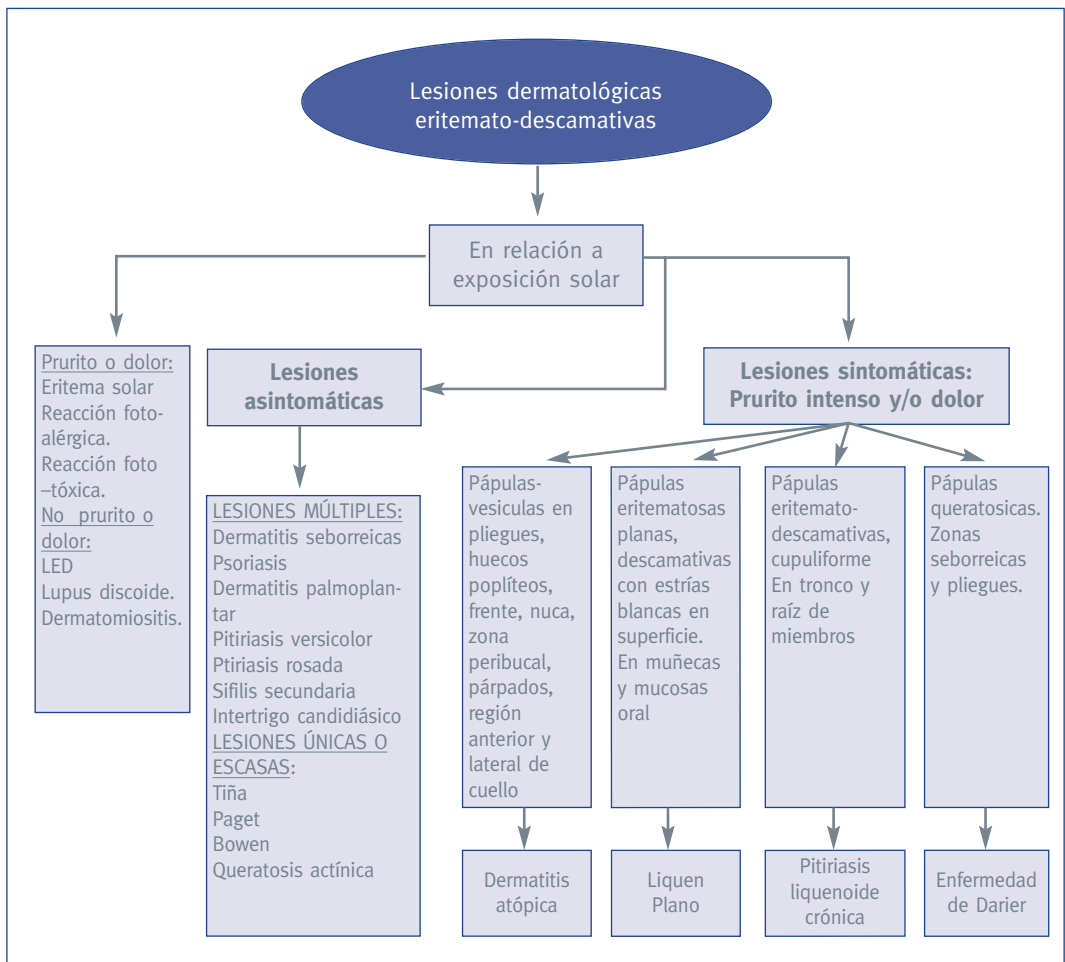 Lesiones dermatológicas
eritemato-descamativas
En relación a
exposición solar
Prurito o dolor:
Eritema solar
Reacción foto-
alérgica.
Reacción foto
–tóxica.
No prurito o
dolor:
LED
Lupus discoide.
Dermatomiositis.
Lesiones
asintomáticas
LESIONES MÚLTIPLES:
Dermatitis seborreicas
Psoriasis
Dermatitis palmoplan-
tar
Pitiriasis versicolor
Ptiriasis rosada
Sifilis secundaria
Intertrigo candidiásico
LESIONES ÚNICAS O
ESCASAS:
Tiña
Paget
Bowen
Queratosis actínica
Lesiones sintomáticas:
Prurito intenso y/o dolor
Pápulas-
vesiculas en
pliegues,
huecos
poplíteos,
frente, nuca,
zona
peribucal,
párpados,
región
anterior y
lateral de
cuello
Pápulas
eritematosas
planas,
descamativas
con estrías
blancas en
superficie.
En muñecas
y mucosas
oral
Pápulas
eritemato-
descamativas,
cupuliforme
En tronco y
raíz de
miembros
Pápulas
queratosicas.
Zonas
seborreicas
y pliegues.
Dermatitis
atópica
Liquen
Plano
Pitiriasis
liquenoide
crónica
Enfermedad
de Darier